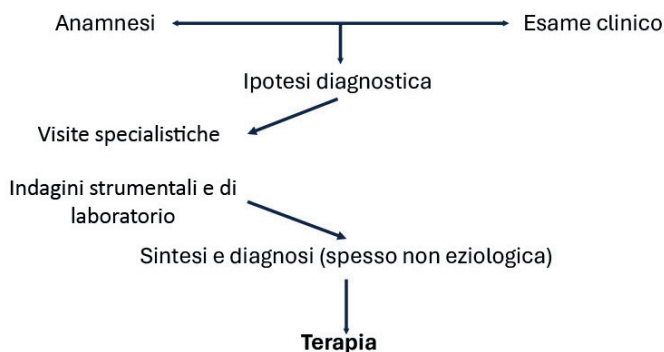 Anamnesi
Esame clinico
Ipotesi diagnostica
Visite specialistiche
Indagini strumentali e di
laboratorio
Sintesi e diagnosi (spesso non eziologica)
Terapia